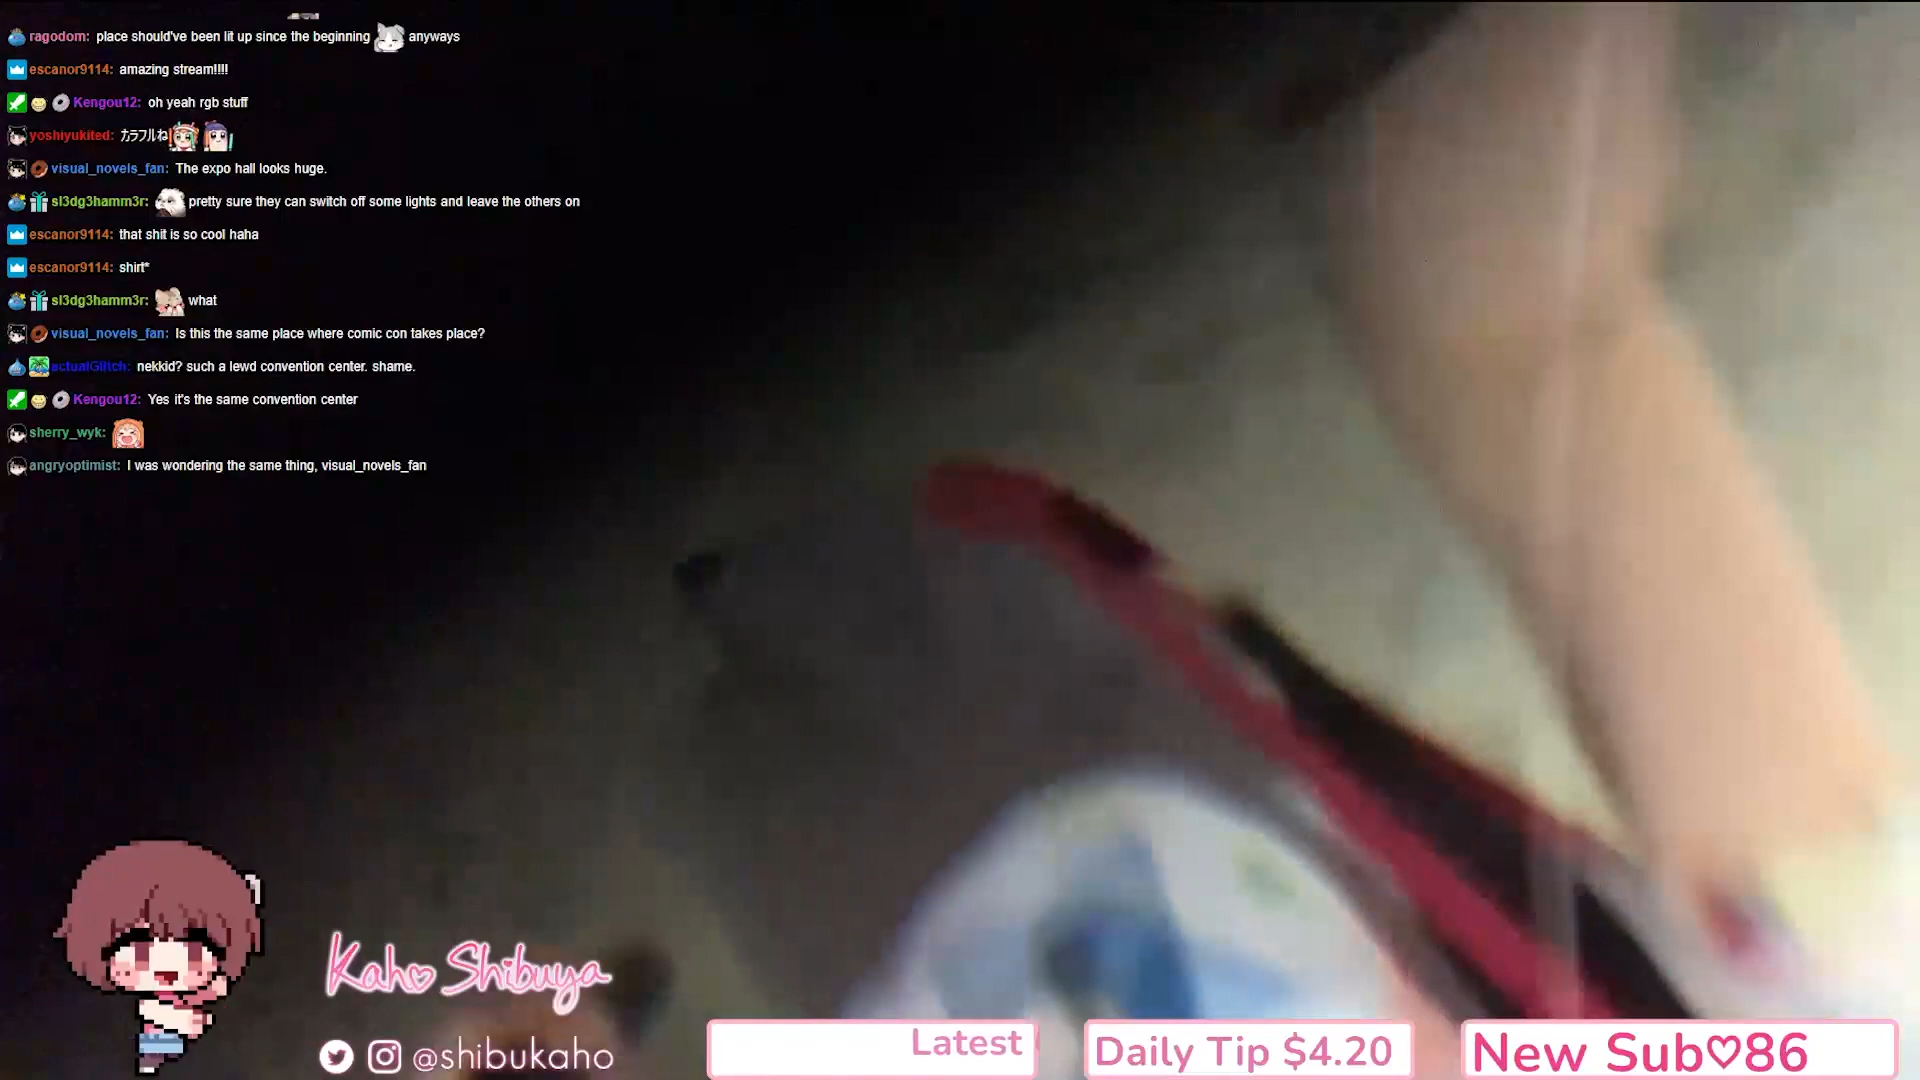 ragodom: place should've been lit up since the beginning anyways
escanor9114: amazing stream!!!!
Kengou12: oh yeah rgb stuff
yoshiyukited: カラフルね
visual_novels_fan: The expo hall looks huge.
sl3dg3hamm3r: pretty sure they can switch off some lights and leave the others on
escanor9114: that shit is so cool haha
escanor9114: shirt*
sl3dg3hamm3r: what
visual_novels_fan: Is this the same place where comic con takes place?
actualGlitch: nekkid? such a lewd convention center. shame.
Kengou12: Yes it's the same convention center
sherry_wyk:
angryoptimist: I was wondering the same thing, visual_novels_fan
Kaho Shibuya
@shibukaho
Latest
Daily Tip $4.20
New Sub♡86